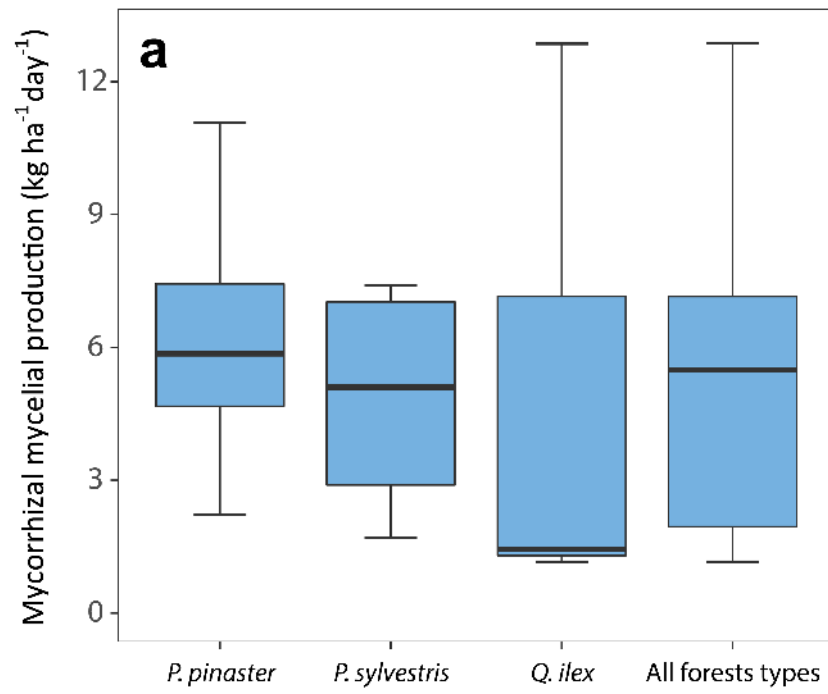 a
Mycorrhizal mycelial production (kg ha⁻¹ day⁻¹)
12
9
6
3
0
P. pinaster P. sylvestris Q. ilex All forests types